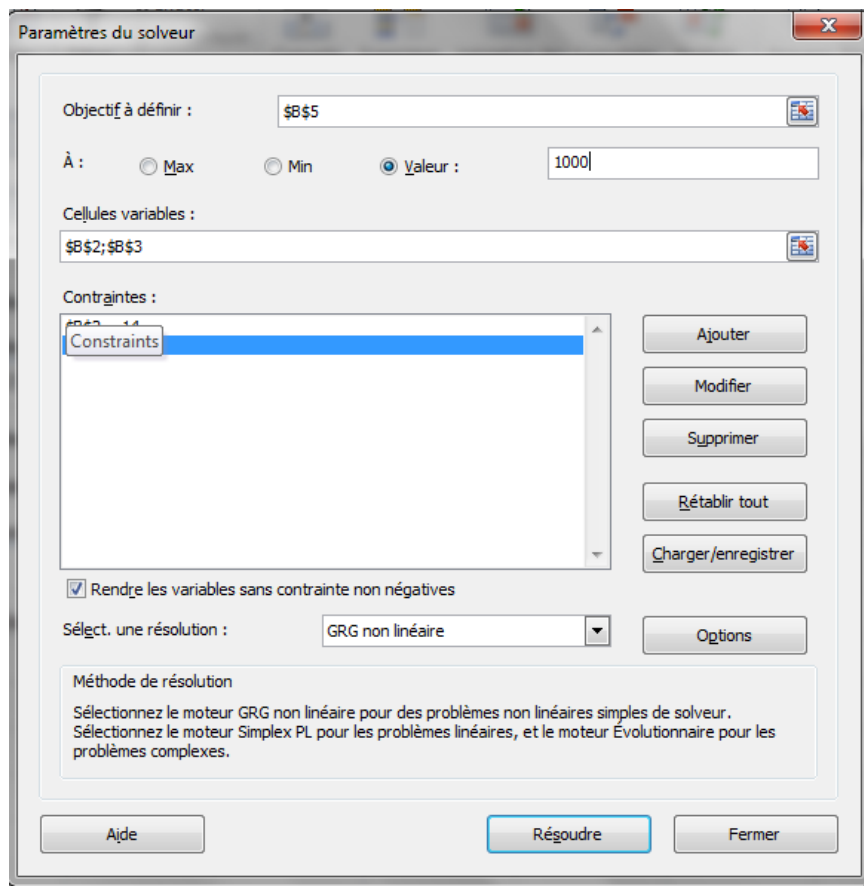 Paramètres du solveur
Objectif à définir :
$B$5
À :
Max
Min
Valeur :
1000
Cellules variables :
$B$2;$B$3
Contraintes :
Constraints
Ajouter
Modifier
Supprimer
Rétablir tout
Charger/enregistrer
Rendre les variables sans contrainte non négatives
Sélect. une résolution :
GRG non linéaire
Options
Méthode de résolution
Sélectionnez le moteur GRG non linéaire pour des problèmes non linéaires simples de solveur.
Sélectionnez le moteur Simplex PL pour les problèmes linéaires, et le moteur Évolutionnaire pour les
problèmes complexes.
Aide
Résoudre
Fermer